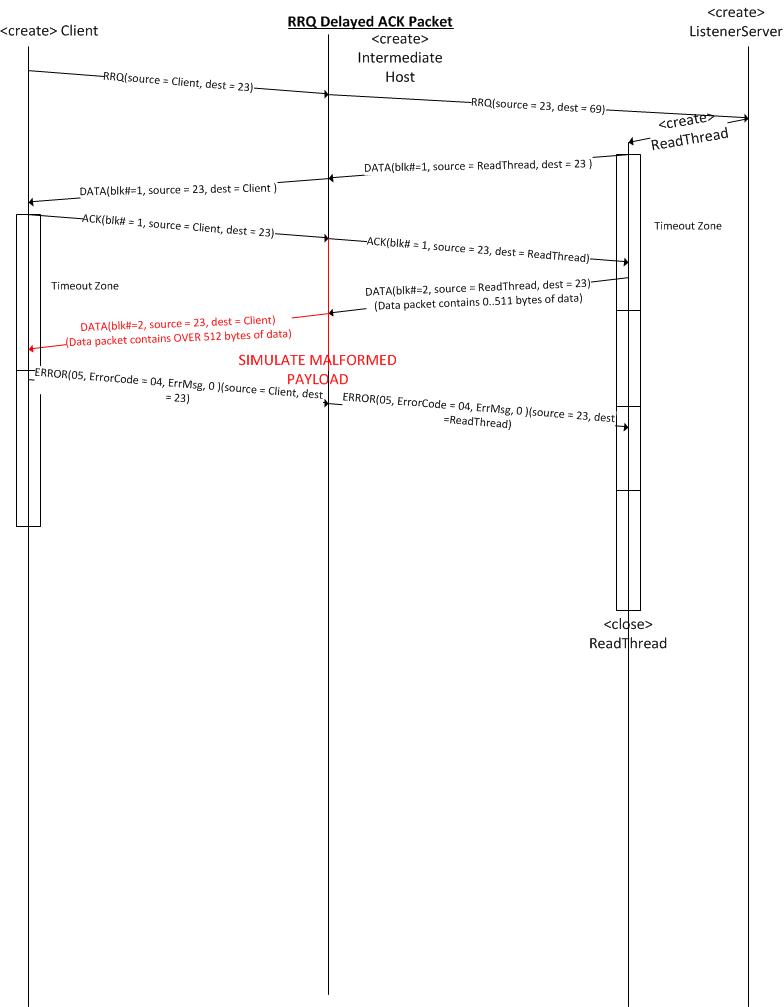 RRQ Delayed ACK Packet
<create> Client
<create>
Intermediate
Host
<create>
ListenerServer
RRQ(source = Client, dest = 23)
RRQ(source = 23, dest = 69)
<create>
ReadThread
DATA(blk#=1, source = ReadThread, dest = 23 )
DATA(blk#=1, source = 23, dest = Client )
ACK(blk# = 1, source = Client, dest = 23)
Timeout Zone
ACK(blk# = 1, source = 23, dest = ReadThread)
Timeout Zone
DATA(blk#=2, source = ReadThread, dest = 23)
(Data packet contains 0..511 bytes of data)
DATA(blk#=2, source = 23, dest = Client)
(Data packet contains OVER 512 bytes of data)
SIMULATE MALFORMED
PAYLOAD
ERROR(05, ErrorCode = 04, ErrMsg, 0 )(source = Client, dest
= 23)
ERROR(05, ErrorCode = 04, ErrMsg, 0 )(source = 23, dest
=ReadThread)
<close>
ReadThread